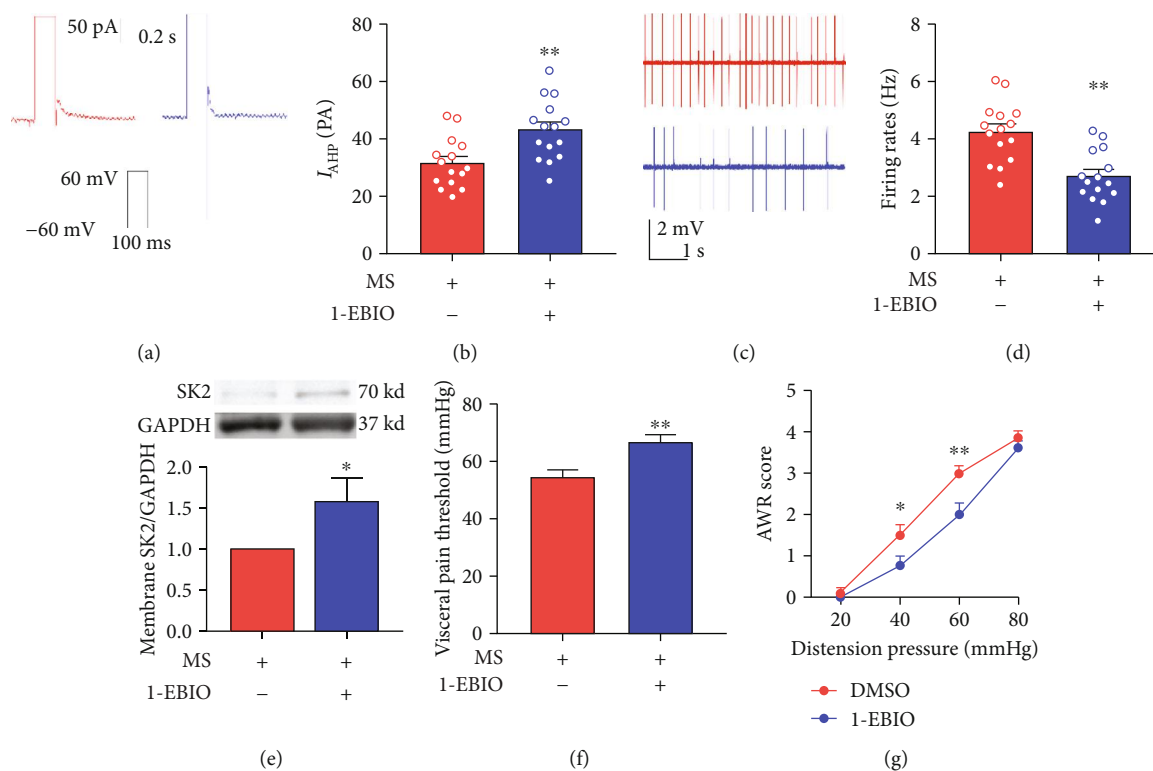 50 pA
0.2 s
60 mV
−60 mV
100 ms
(a)
80
60
40
20
0
I_AHP (PA)
**
MS + +
1-EBIO − +
(b)
2 mV
1 s
(c)
8
6
4
2
0
Firing rates (Hz)
**
MS + +
1-EBIO − +
(d)
SK2 70 kd
GAPDH 37 kd
2.0
1.5
1.0
0.5
0.0
Membrane SK2/GAPDH
*
MS + +
1-EBIO − +
(e)
80
60
40
20
0
Visceral pain threshold (mmHg)
**
MS + +
1-EBIO − +
(f)
5
4
3
2
1
0
AWR score
*
**
20 40 60 80
Distension pressure (mmHg)
DMSO
1-EBIO
(g)